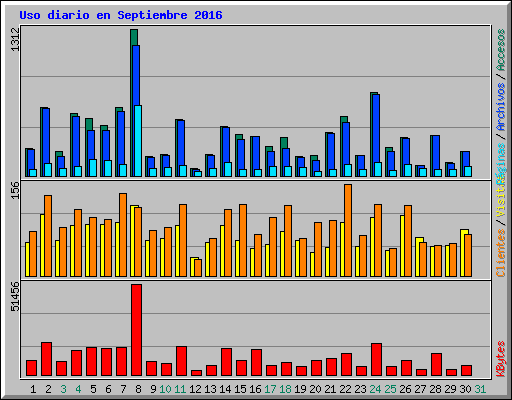 Uso diario en Septiembre 2016
1312
166
51456
Accesos / Archivos / Páginas
Visitas / Clientes
KBytes
1 2 3 4 5 6 7 8 9 10 11 12 13 14 15 16 17 18 19 20 21 22 23 24 25 26 27 28 29 30 31